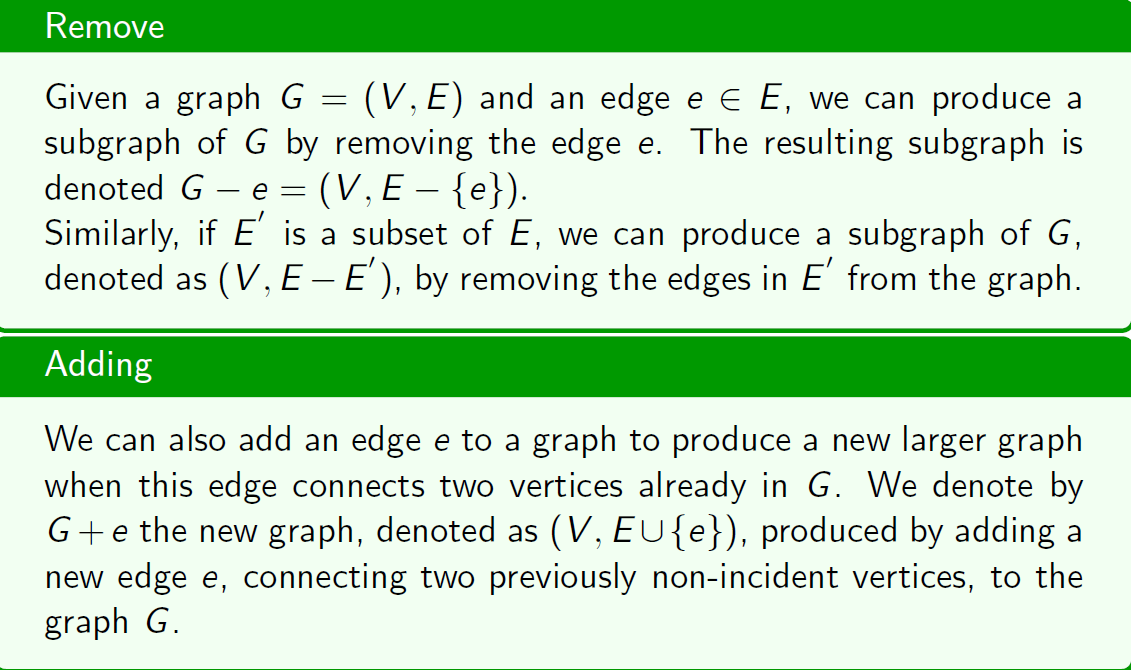 Remove
Given a graph G = (V, E) and an edge e ∈ E, we can produce a
subgraph of G by removing the edge e. The resulting subgraph is
denoted G − e = (V, E − {e}).
Similarly, if E′ is a subset of E, we can produce a subgraph of G,
denoted as (V, E − E′), by removing the edges in E′ from the graph.
Adding
We can also add an edge e to a graph to produce a new larger graph
when this edge connects two vertices already in G. We denote by
G + e the new graph, denoted as (V, E ∪ {e}), produced by adding a
new edge e, connecting two previously non-incident vertices, to the
graph G.